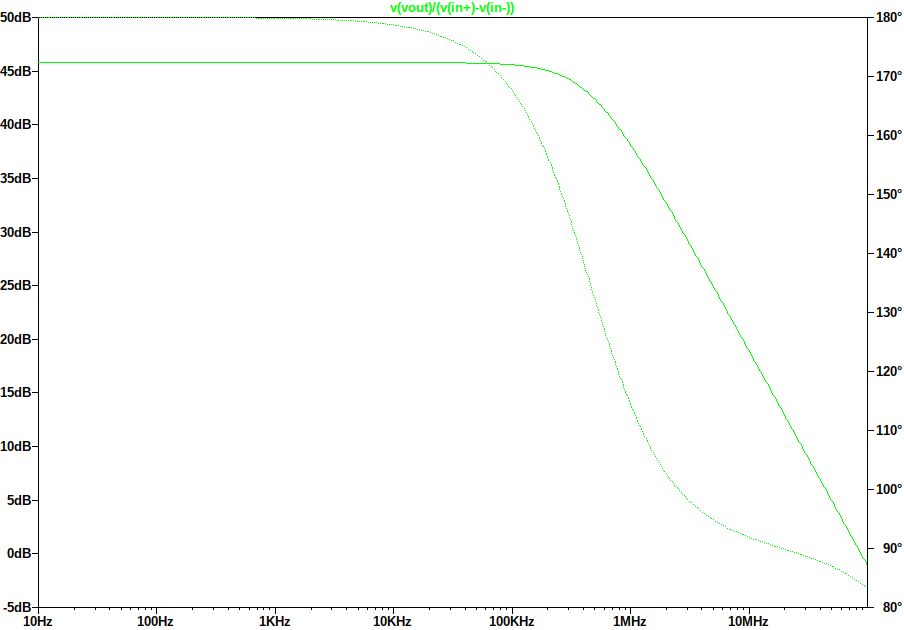 v(vout)/(v(in+)-v(in-))
50dB 180°
45dB 170°
40dB 160°
35dB 150°
30dB 140°
25dB 130°
20dB 120°
15dB 110°
10dB 100°
5dB 90°
0dB 80°
-5dB
10Hz 100Hz 1KHz 10KHz 100KHz 1MHz 10MHz